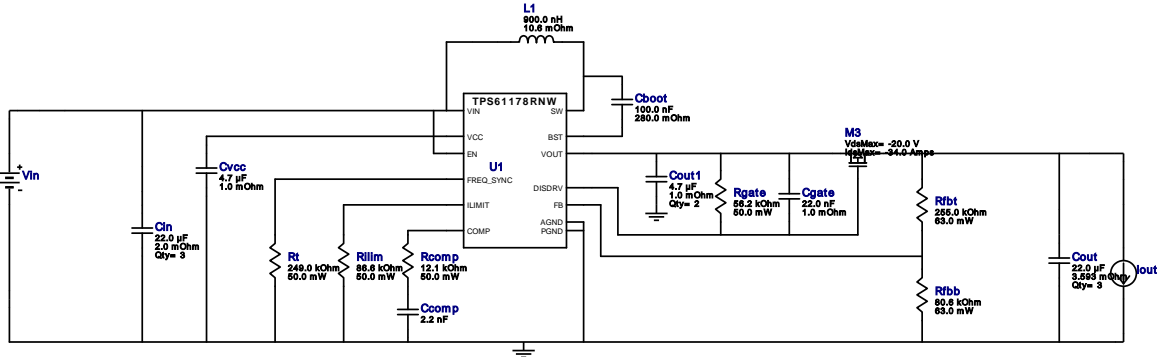 L1
900.0 nH
10.6 mOhm
TPS61178RNW
VIN
SW
Cboot
100.0 nF
280.0 mOhm
VCC
BST
EN
U1
VOUT
M3
VdsMax= -20.0 V
IdsMax= -34.0 Amps
Vin
+
-
Cvcc
4.7 µF
1.0 mOhm
FREQ_SYNC
DISDRV
Cout1
4.7 µF
1.0 mOhm
Qty= 2
Rgate
56.2 kOhm
50.0 mW
Cgate
22.0 nF
1.0 mOhm
Rfbt
255.0 kOhm
63.0 mW
ILIMIT
FB
COMP
AGND
PGND
Cin
22.0 µF
2.0 mOhm
Qty= 3
Rt
249.0 kOhm
50.0 mW
Rilim
86.6 kOhm
50.0 mW
Rcomp
12.1 kOhm
50.0 mW
Ccomp
2.2 nF
Rfbb
80.6 kOhm
63.0 mW
Cout
22.0 µF
3.593 mOhm
Qty= 3
Iout